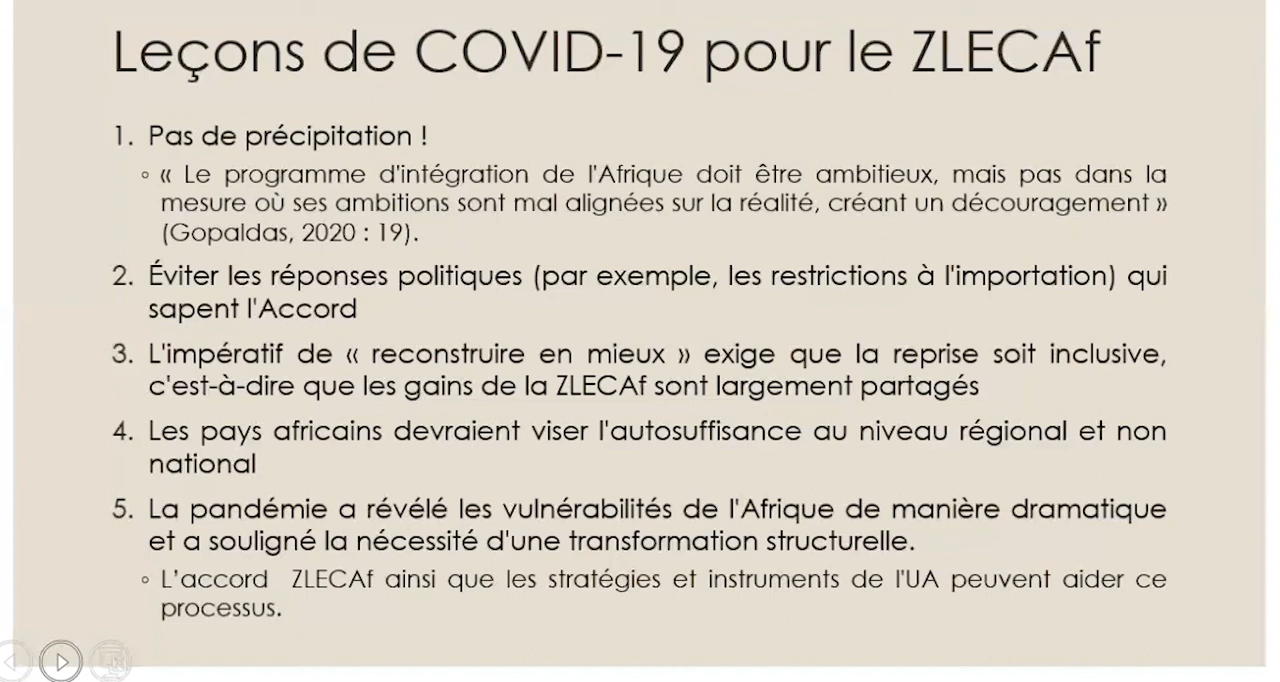 Leçons de COVID-19 pour le ZLECAf
1. Pas de précipitation !
◦ « Le programme d'intégration de l'Afrique doit être ambitieux, mais pas dans la
mesure où ses ambitions sont mal alignées sur la réalité, créant un découragement »
(Gopaldas, 2020 : 19).
2. Éviter les réponses politiques (par exemple, les restrictions à l'importation) qui
sapent l'Accord
3. L'impératif de « reconstruire en mieux » exige que la reprise soit inclusive,
c'est-à-dire que les gains de la ZLECAf sont largement partagés
4. Les pays africains devraient viser l'autosuffisance au niveau régional et non
national
5. La pandémie a révélé les vulnérabilités de l'Afrique de manière dramatique
et a souligné la nécessité d'une transformation structurelle.
◦ L'accord ZLECAf ainsi que les stratégies et instruments de l'UA peuvent aider ce
processus.